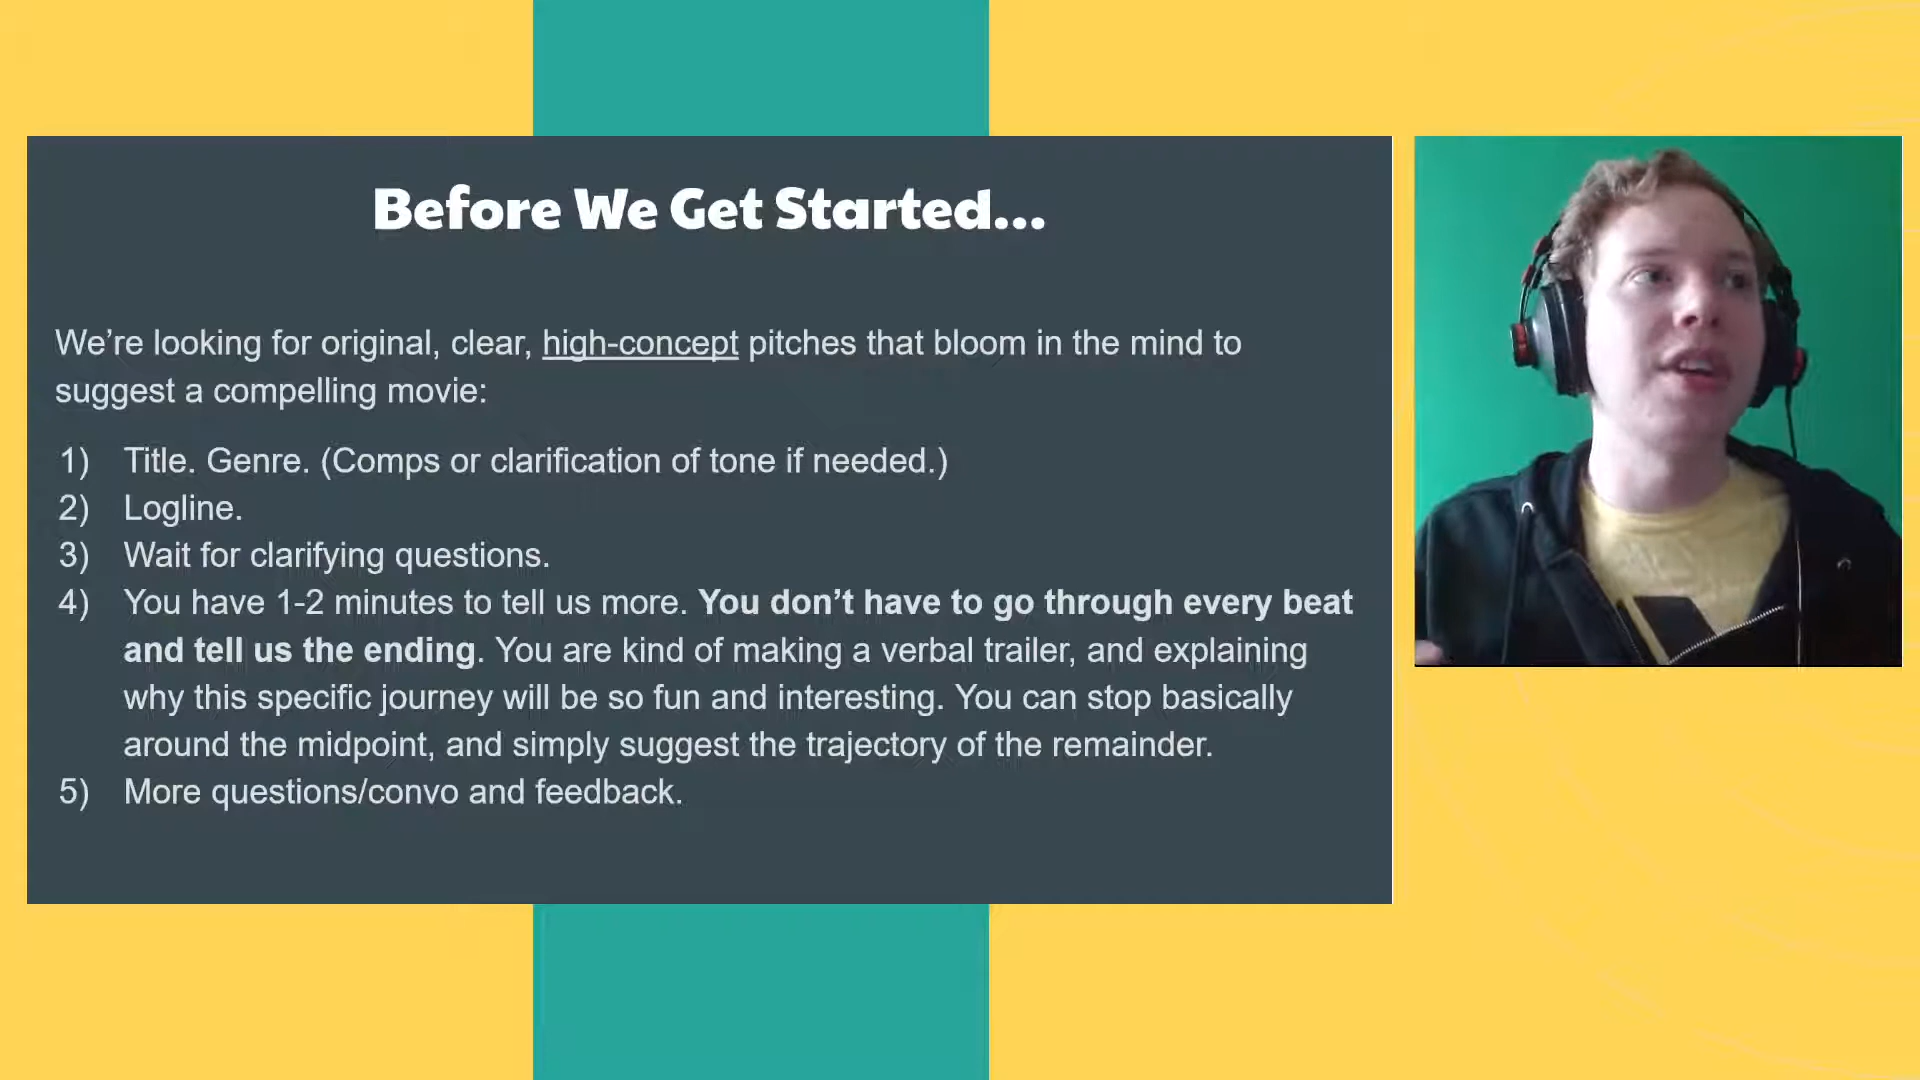 Before We Get Started...
We’re looking for original, clear, high-concept pitches that bloom in the mind to
suggest a compelling movie:
1) Title. Genre. (Comps or clarification of tone if needed.)
2) Logline.
3) Wait for clarifying questions.
4) You have 1-2 minutes to tell us more. You don’t have to go through every beat
and tell us the ending. You are kind of making a verbal trailer, and explaining
why this specific journey will be so fun and interesting. You can stop basically
around the midpoint, and simply suggest the trajectory of the remainder.
5) More questions/convo and feedback.